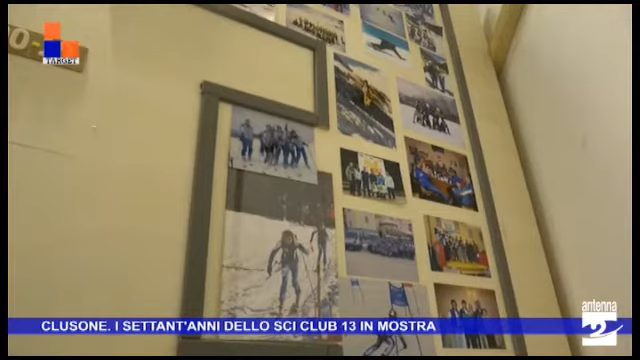 TARGET
antenna
2
CLUSONE. I SETTANT'ANNI DELLO SCI CLUB 13 IN MOSTRA